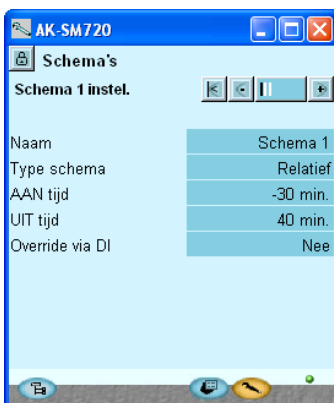 AK-SM720
Schema's
Schema 1 instel.
Naam Schema 1
Type schema Relatief
AAN tijd -30 min.
UIT tijd 40 min.
Override via DI Nee